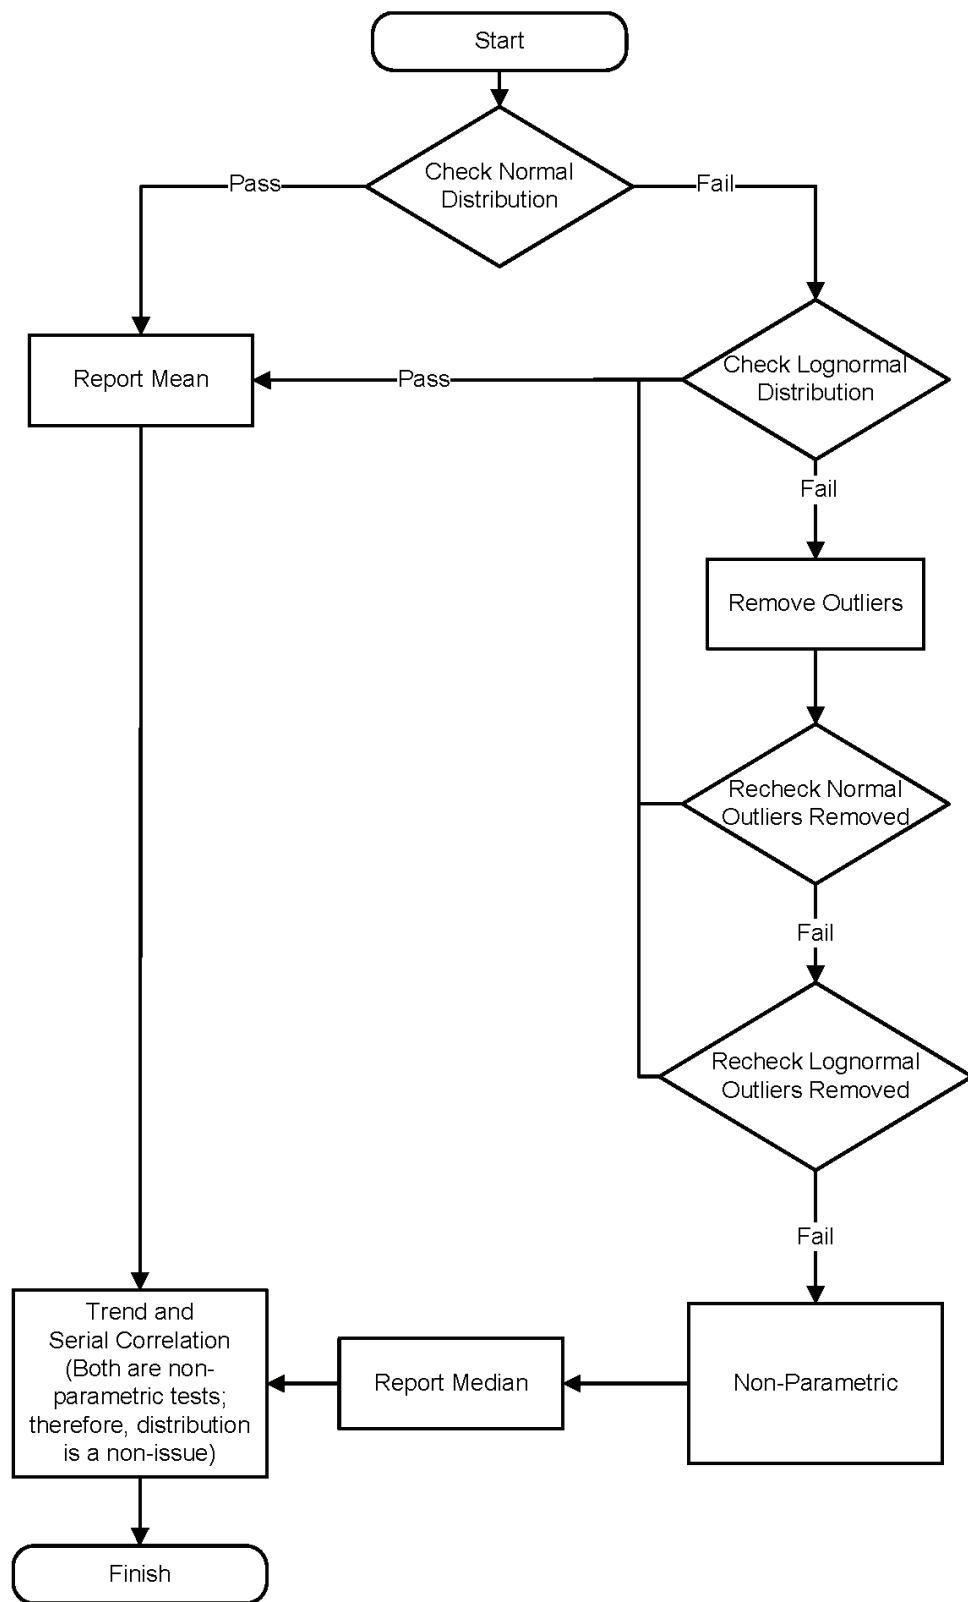 Start
Check Normal
Distribution
Pass
Fail
Report Mean
Pass
Check Lognormal
Distribution
Fail
Remove Outliers
Recheck Normal
Outliers Removed
Fail
Recheck Lognormal
Outliers Removed
Fail
Trend and
Serial Correlation
(Both are non-
parametric tests;
therefore, distribution
is a non-issue)
Report Median
Non-Parametric
Finish